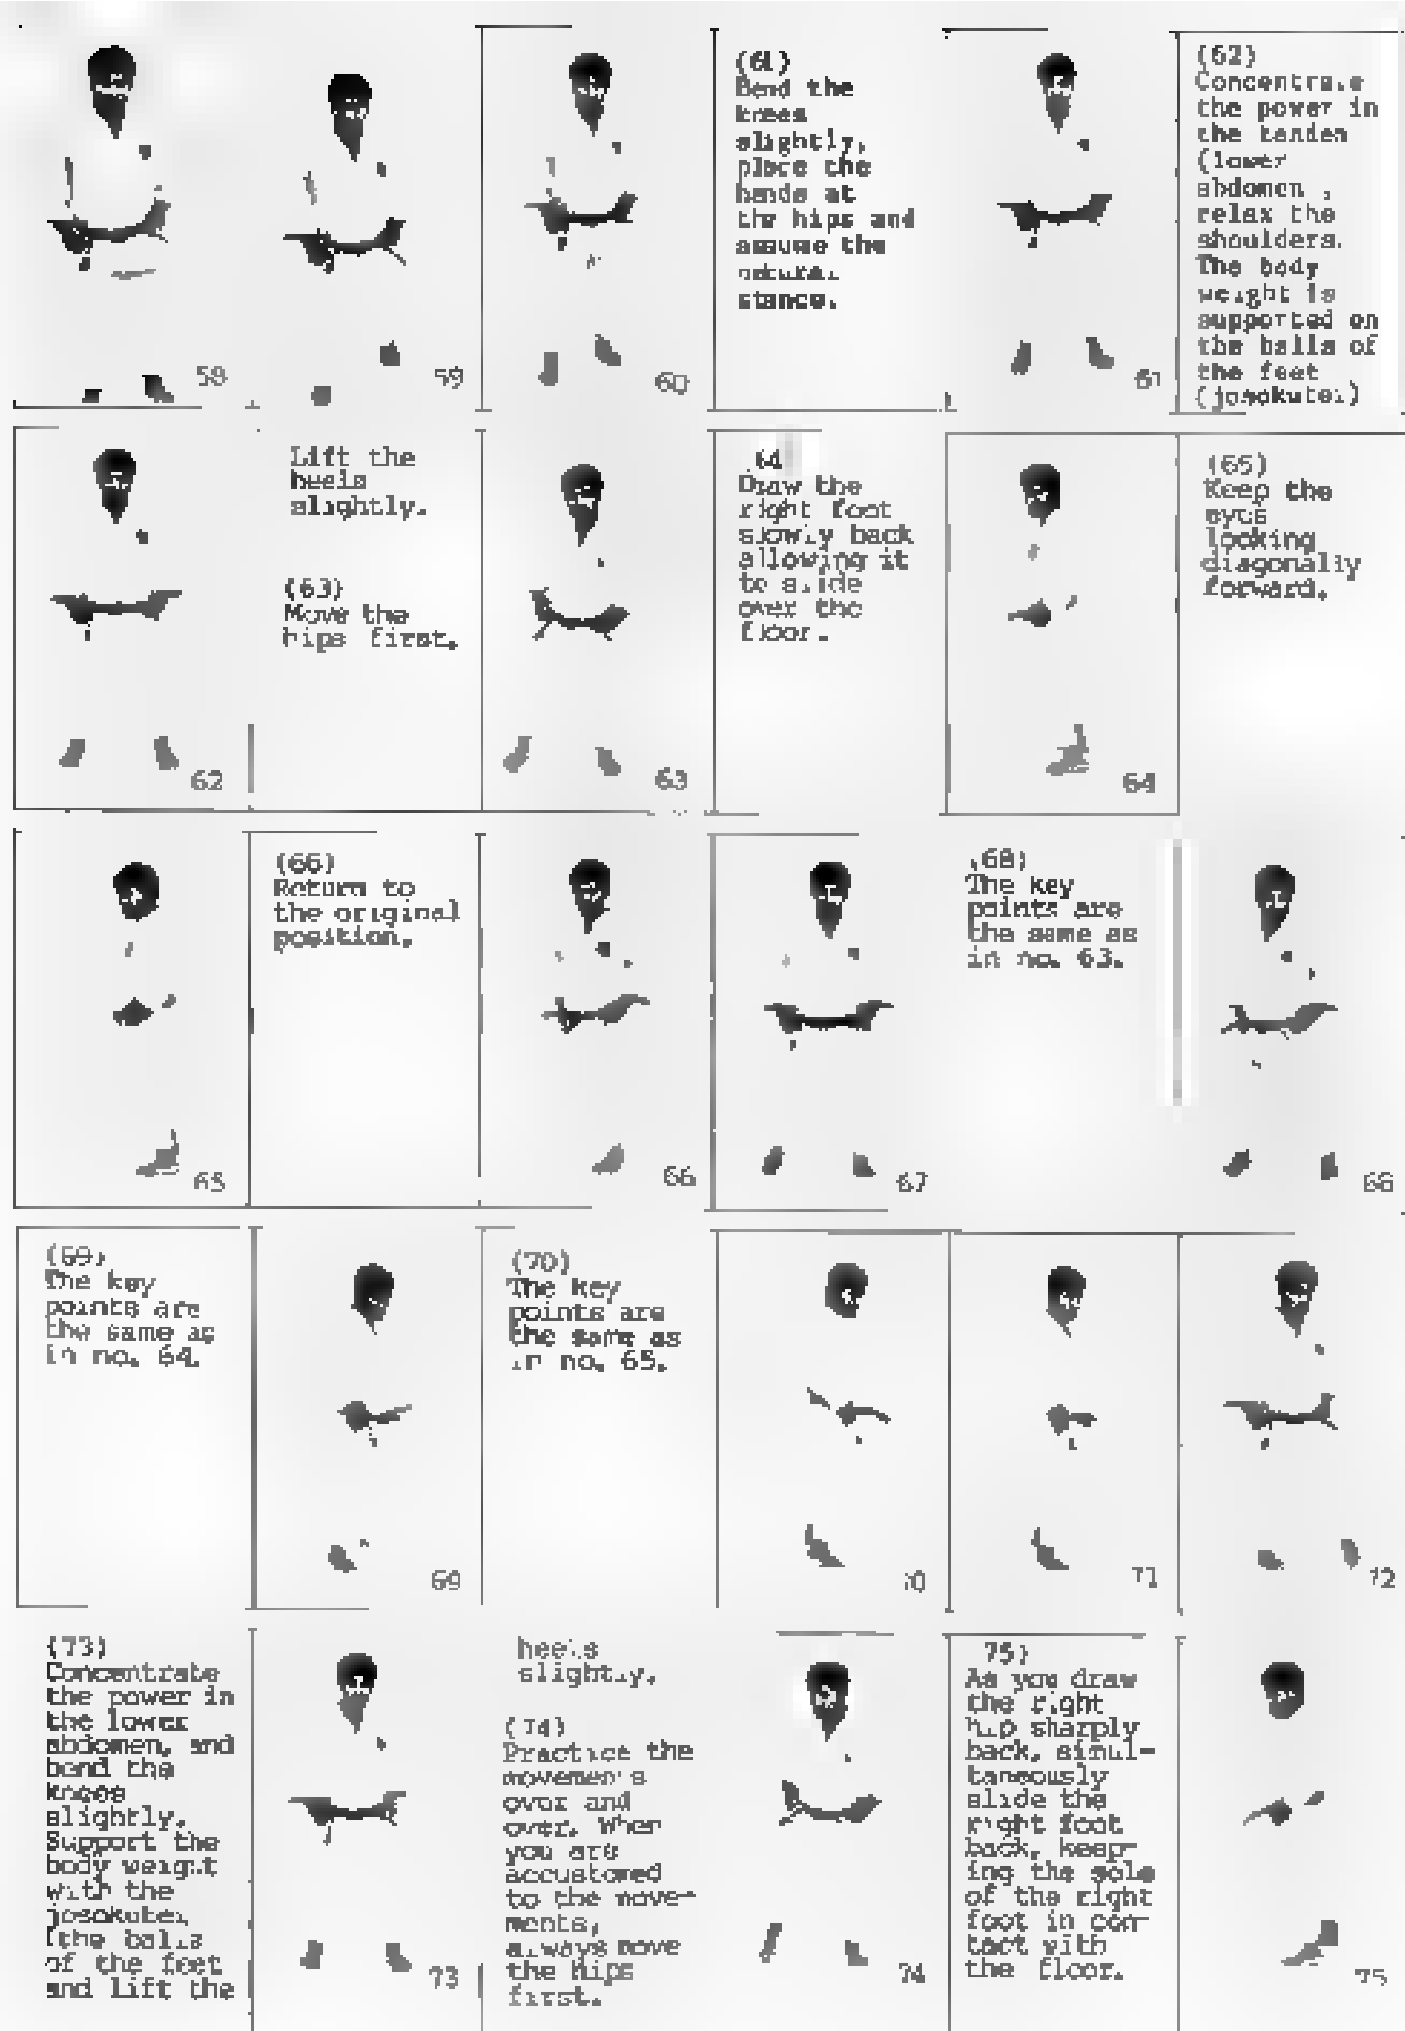 (61)
Bend the
knees
slightly,
place the
hands at
the hips and
assume the
natural
stance.
(62)
Concentrate
the power in
the tanden
(lower
abdomen ,
relax the
shoulders.
The body
weight is
supported on
the balls of
the feet
(josokutei)
58
59
60
61
Lift the
heels
slightly.
(63)
Move the
hips first.
64
Draw the
right foot
slowly back
allowing it
to slide
over the
floor.
(65)
Keep the
eyes
looking
diagonally
forward.
62
63
64
(66)
Return to
the original
position.
(68)
The key
points are
the same as
in no. 63.
65
66
67
68
(69)
The key
points are
the same as
in no. 64.
(70)
The key
points are
the same as
in no. 65.
69
70
71
72
(73)
Concentrate
the power in
the lower
abdomen, and
bend the
knees
slightly.
Support the
body weight
with the
josokutei
(the balls
of the feet
and lift the
73
heels
slightly.
(74)
Practice the
movements
over and
over. When
you are
accustomed
to the move-
ments,
always move
the hips
first.
74
75)
As you draw
the right
hip sharply
back, simul-
taneously
slide the
right foot
back, keep-
ing the sole
of the right
foot in con-
tact with
the floor.
75